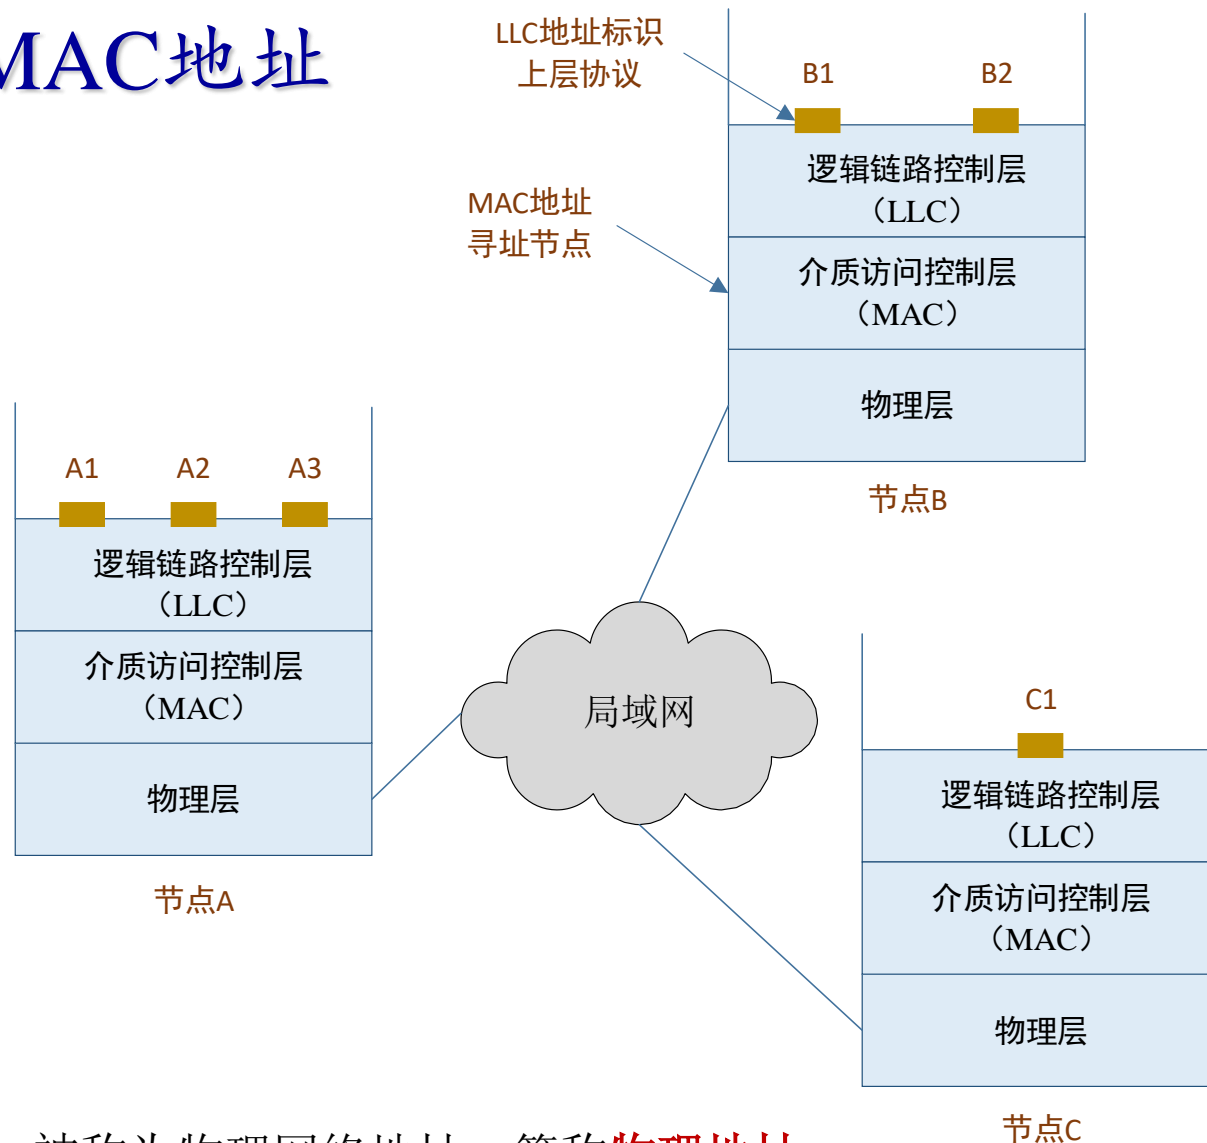 MAC地址
LLC地址标识
上层协议
B1
B2
逻辑链路控制层
（LLC）
MAC地址
寻址节点
介质访问控制层
（MAC）
物理层
节点B
A1
A2
A3
逻辑链路控制层
（LLC）
介质访问控制层
（MAC）
物理层
节点A
局域网
C1
逻辑链路控制层
（LLC）
介质访问控制层
（MAC）
物理层
节点C